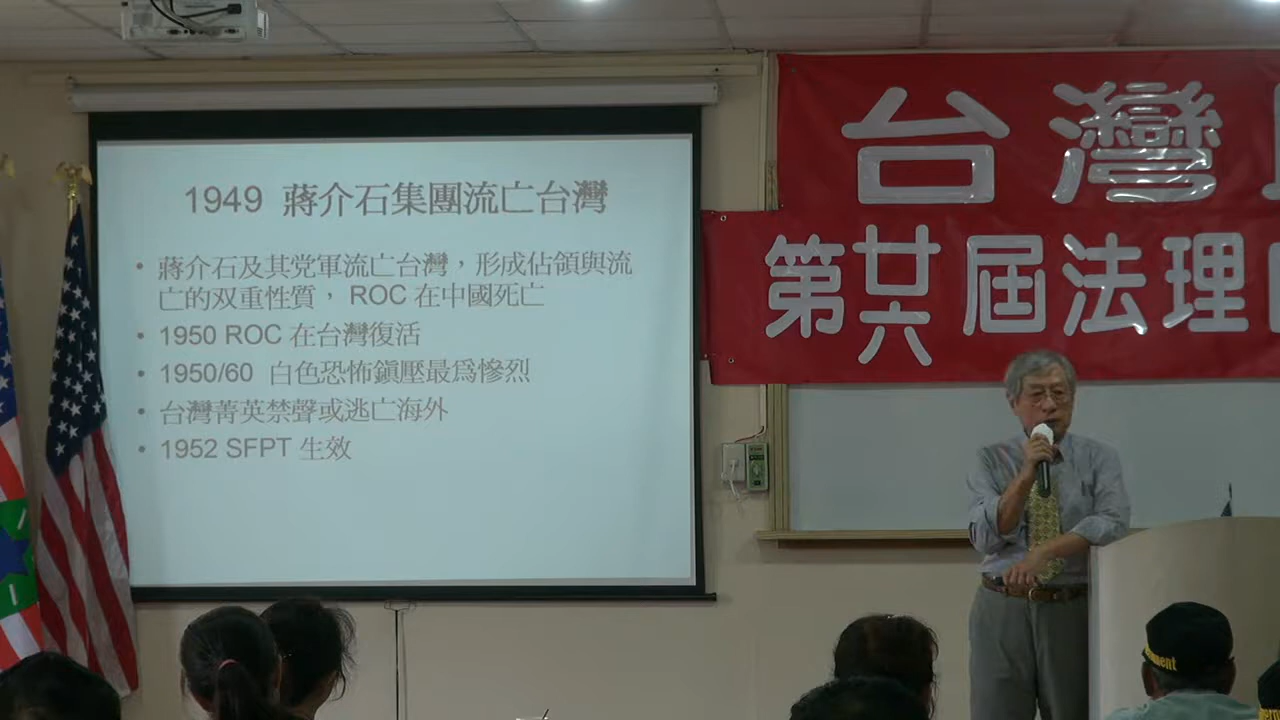 1949 蔣介石集團流亡台灣
• 蔣介石及其党軍流亡台灣，形成佔領與流
亡的双重性質， ROC 在中國死亡
• 1950 ROC 在台灣復活
• 1950/60 白色恐怖鎮壓最爲慘烈
• 台灣菁英禁聲或逃亡海外
• 1952 SFPT 生效
台灣
第廿六屆法理